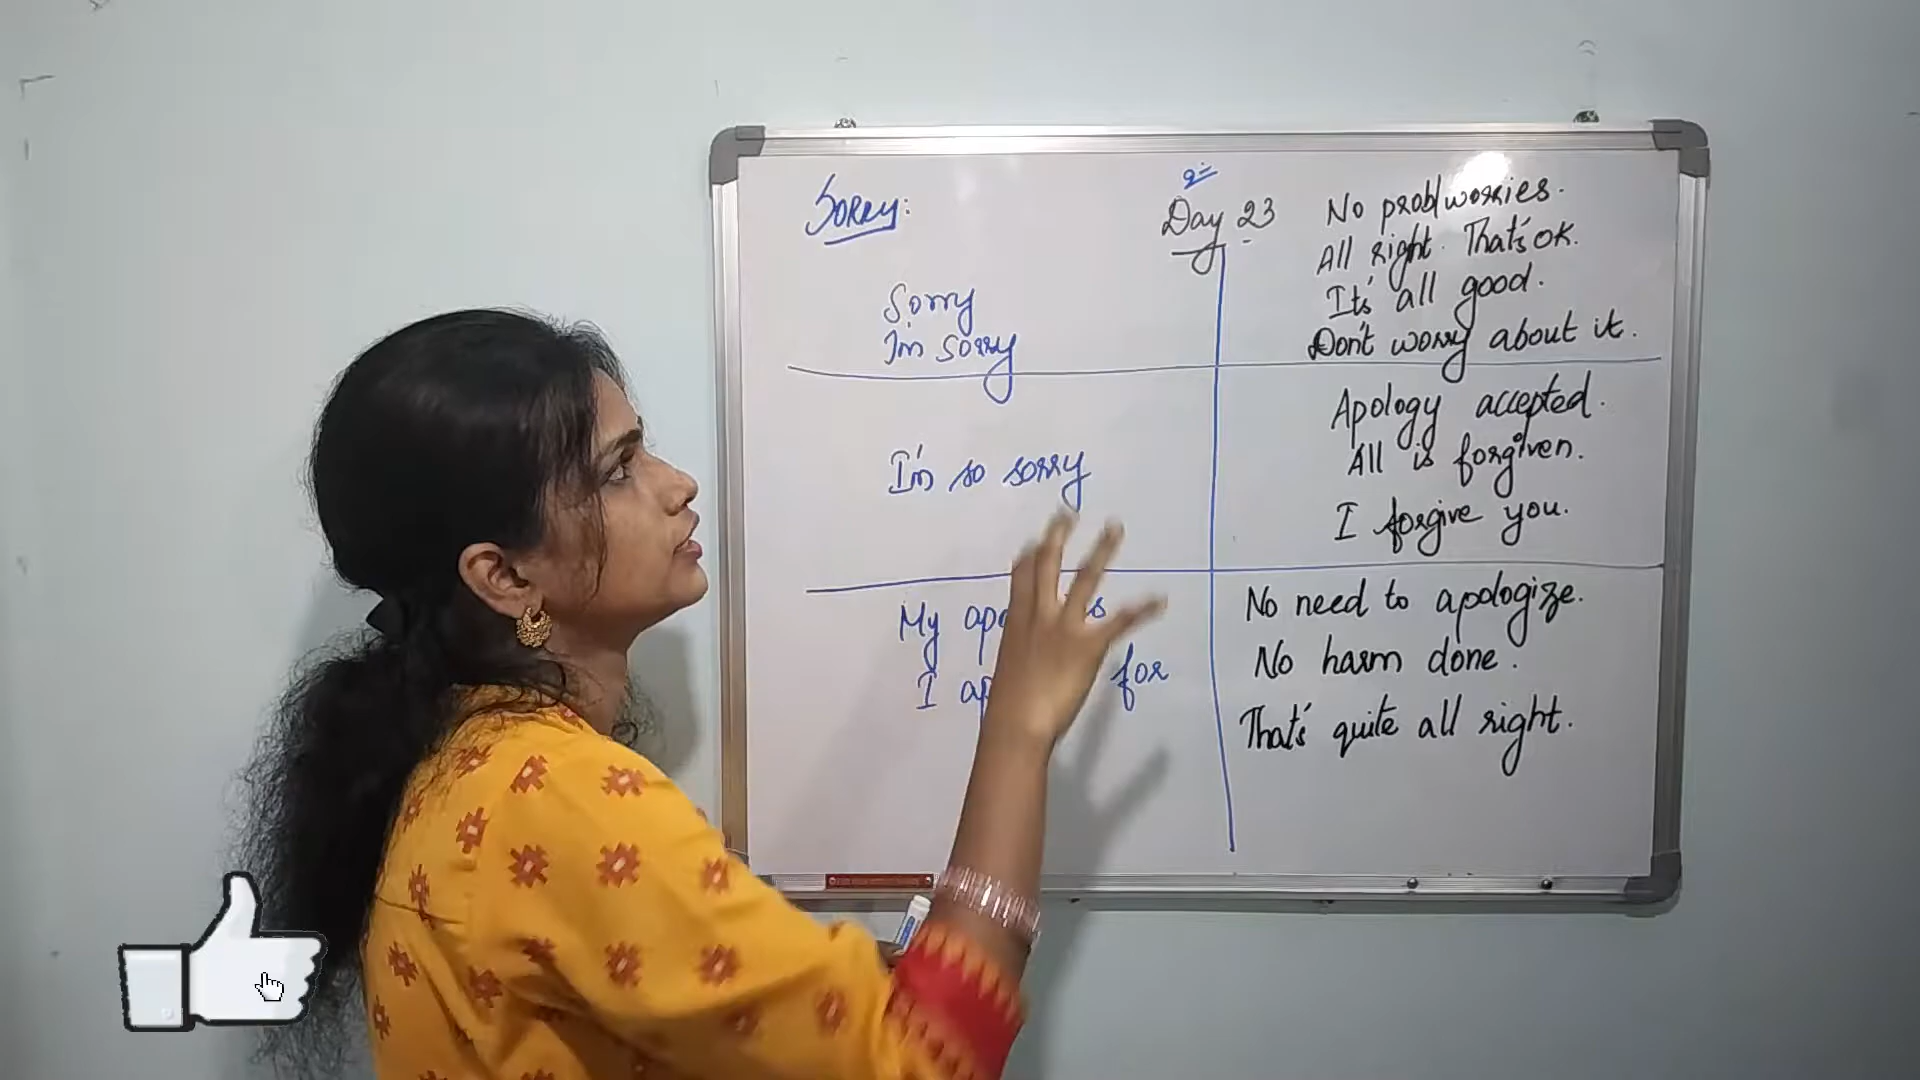 Sorry:
Day 23
Sorry
I'm sorry
No prob/worries.
All right. That's OK.
It's all good.
Don't worry about it.
I'm so sorry
Apology accepted.
All is forgiven.
I forgive you.
My
I for
No need to apologize.
No harm done.
That's quite all right.